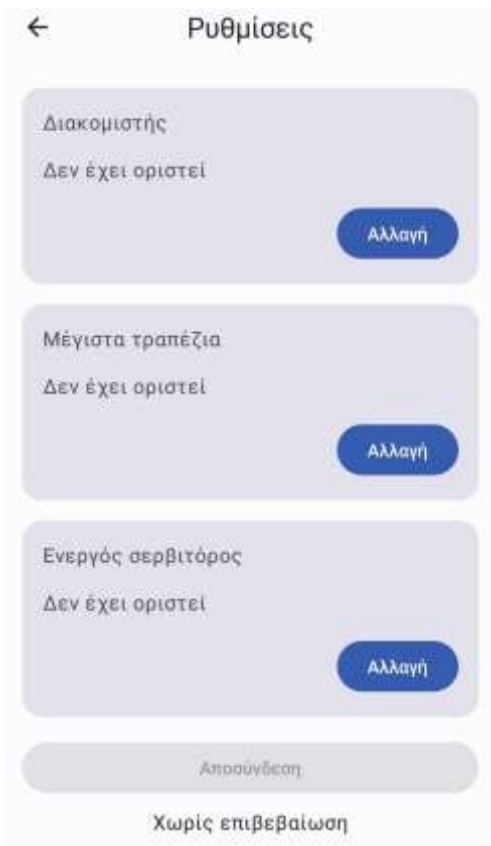 Ρυθμίσεις
Διακομιστής
Δεν έχει οριστεί
Αλλαγή
Μέγιστα τραπέζια
Δεν έχει οριστεί
Αλλαγή
Ενεργός σερβιτόρος
Δεν έχει οριστεί
Αλλαγή
Αποσύνδεση
Χωρίς επιβεβαίωση